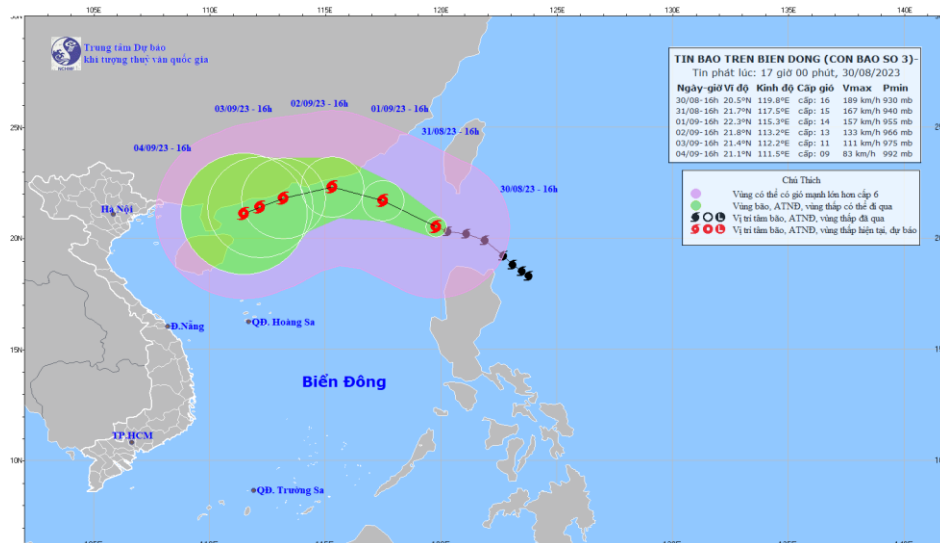 Trung tâm Dự báo
khí tượng thuỷ văn quốc gia
TIN BAO TREN BIEN DONG (CON BAO SO 3)-
Tin phát lúc: 17 giờ 00 phút, 30/08/2023
Ngày-giờ Vĩ độ Kinh độ Cấp gió Vmax Pmin
30/08-16h 20.5°N 119.8°E cấp: 16 189 km/h 930 mb
31/08-16h 21.7°N 117.5°E cấp: 15 167 km/h 940 mb
01/09-16h 22.3°N 115.3°E cấp: 14 157 km/h 955 mb
02/09-16h 21.8°N 113.2°E cấp: 13 133 km/h 966 mb
03/09-16h 21.4°N 112.2°E cấp: 11 111 km/h 975 mb
04/09-16h 21.1°N 111.5°E cấp: 09 83 km/h 992 mb
Chú Thích
Vùng có thể có gió mạnh lớn hơn cấp 6
Vùng bão, ATNĐ, vùng thấp có thể đi qua
Vị trí tâm bão, ATNĐ, vùng thấp đã qua
Vị trí tâm bão, ATNĐ, vùng thấp hiện tại, dự báo
105E 110E 115E 120E 125E 130E 135E 140E
02/09/23 - 16h
03/09/23 - 16h
01/09/23 - 16h
25N
31/08/23 - 16h
25N
04/09/23 - 16h
30/08/23 - 16h
Hà Nội
20N
20N
QĐ. Hoàng Sa
Đ.Nẵng
15N
15N
Biển Đông
TP.HCM
10N
10N
QĐ. Trường Sa